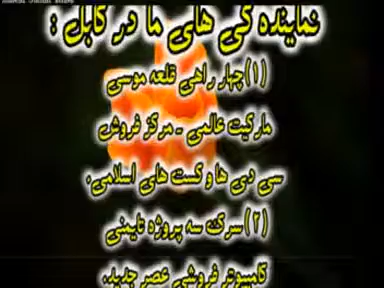 نماینده گی های ما در کابل :
(۱) چهار راهی قلعه موسی
مارکیت عالمی - مرکز فروش
سی دی ها و کست های اسلامی.
(۲) سرک سه پروژه تایمنی
کامپیوتر فروشی عصر جدید.